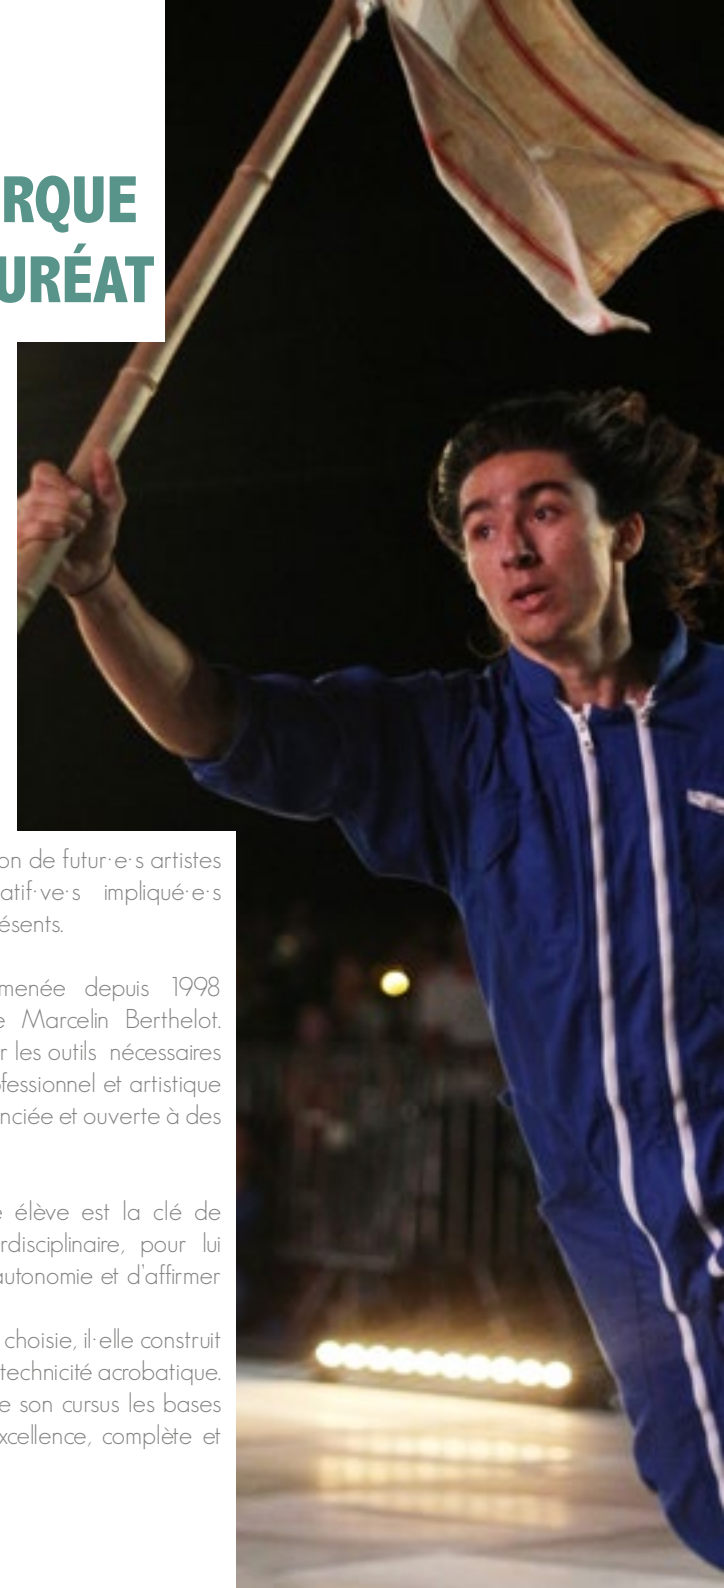 RQUE
URÉAT
on de futur·e·s artistes
atif·ve·s impliqué·e·s
ésents.
menée depuis 1998
e Marcelin Berthelot.
r les outils nécessaires
fessionnel et artistique
nciée et ouverte à des
e élève est la clé de
rdisciplinaire, pour lui
autonomie et d'affirmer
choisie, il·elle construit
technicité acrobatique.
e son cursus les bases
xcellence, complète et